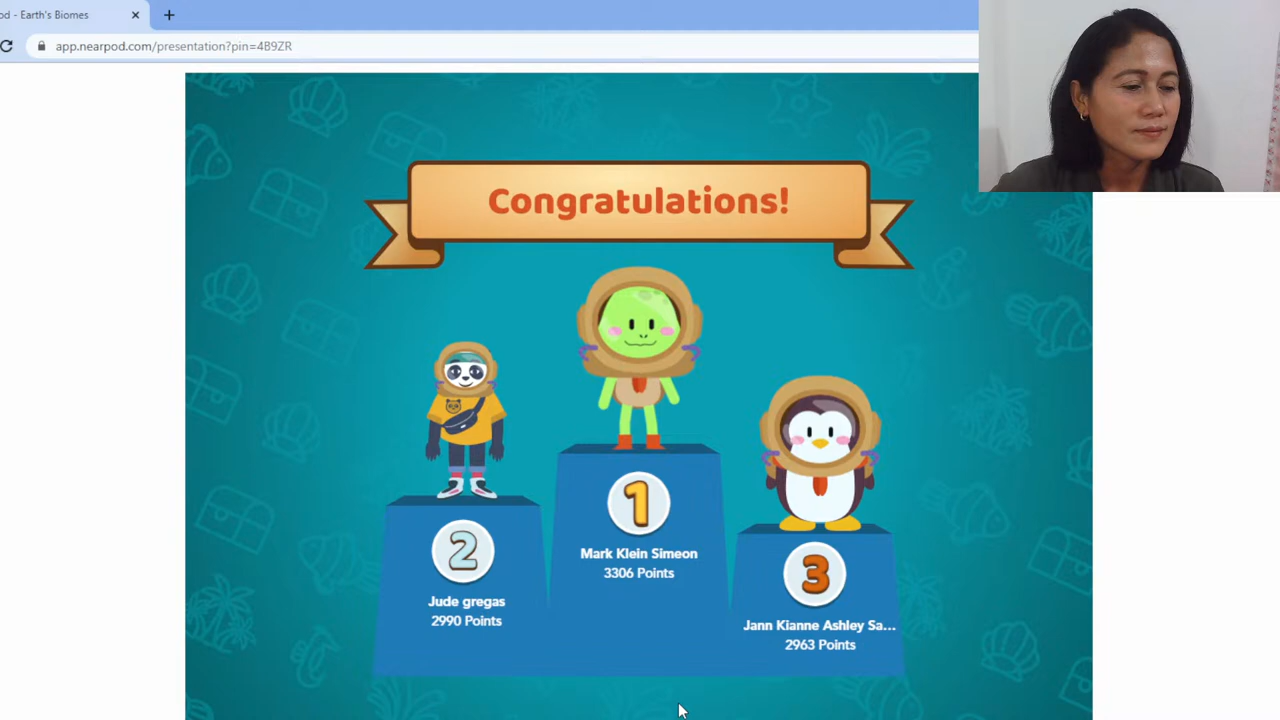 od - Earth's Biomes
app.nearpod.com/presentation?pin=4B9ZR
Congratulations!
1
Mark Klein Simeon
3306 Points
2
Jude gregas
2990 Points
3
Jann Kianne Ashley Sa...
2963 Points